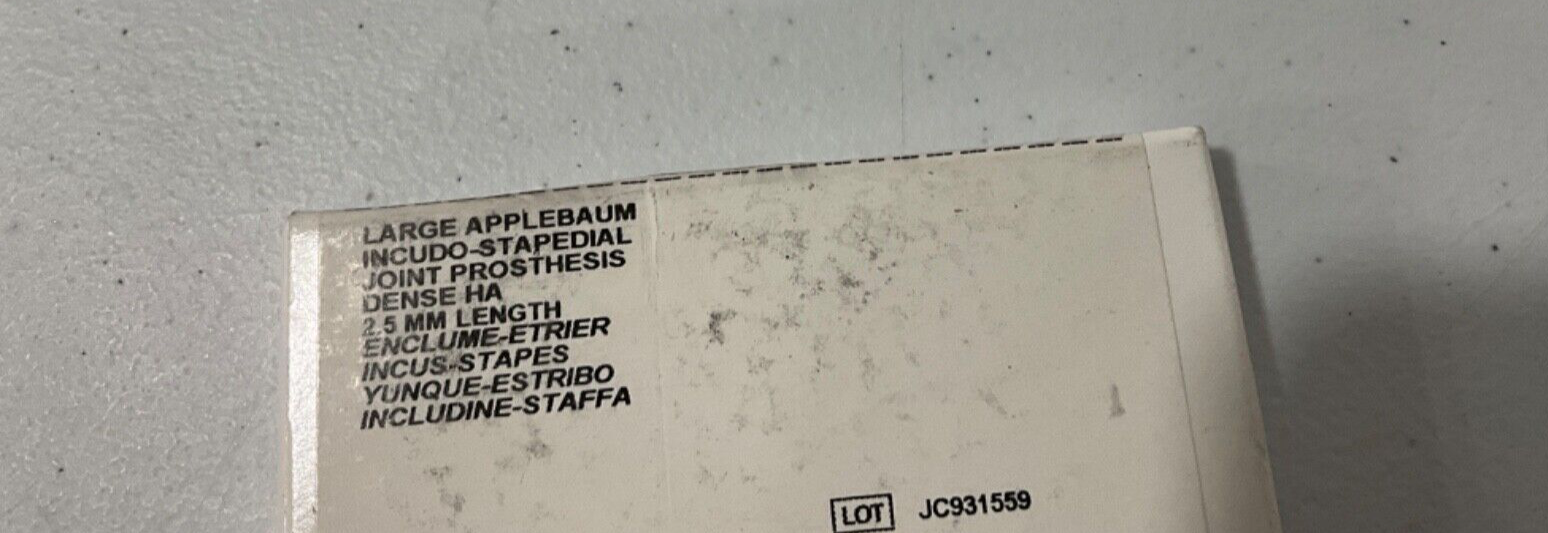 LARGE APPLEBAUM
INCUDO-STAPEDIAL
JOINT PROSTHESIS
DENSE HA
2.5 MM LENGTH
ENCLUME-ETRIER
INCUS-STAPES
YUNQUE-ESTRIBO
INCLUDINE-STAFFA
LOT JC931559